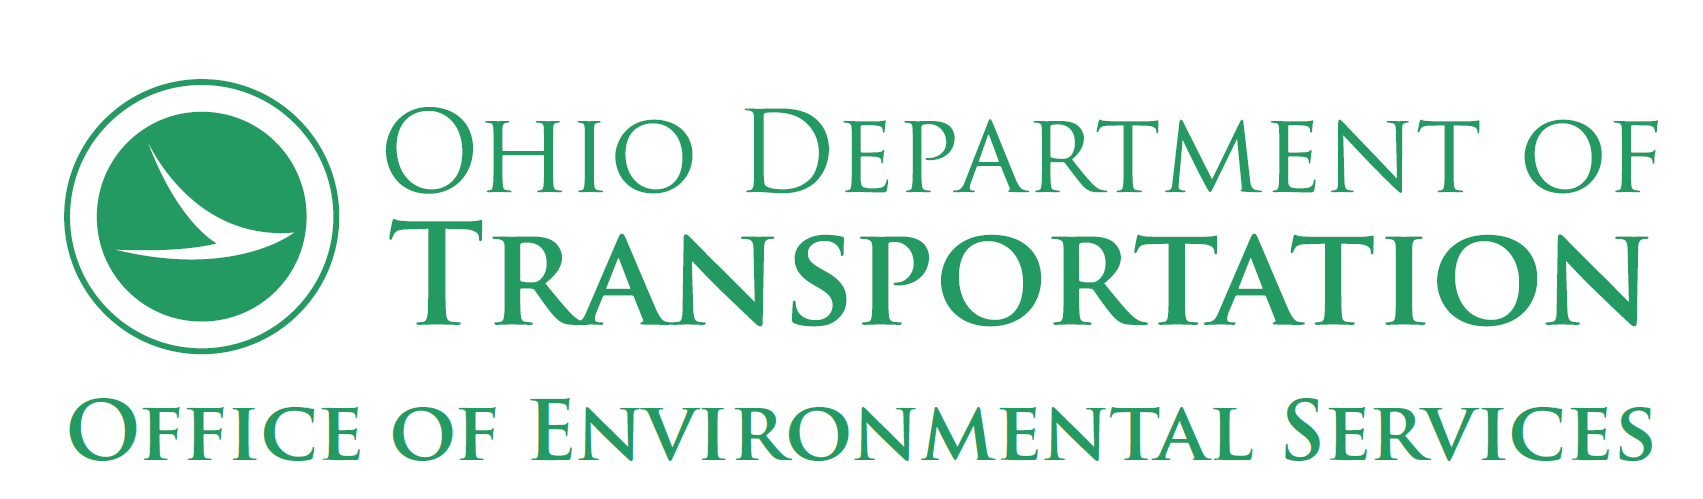 Ohio Department of
Transportation
Office of Environmental Services